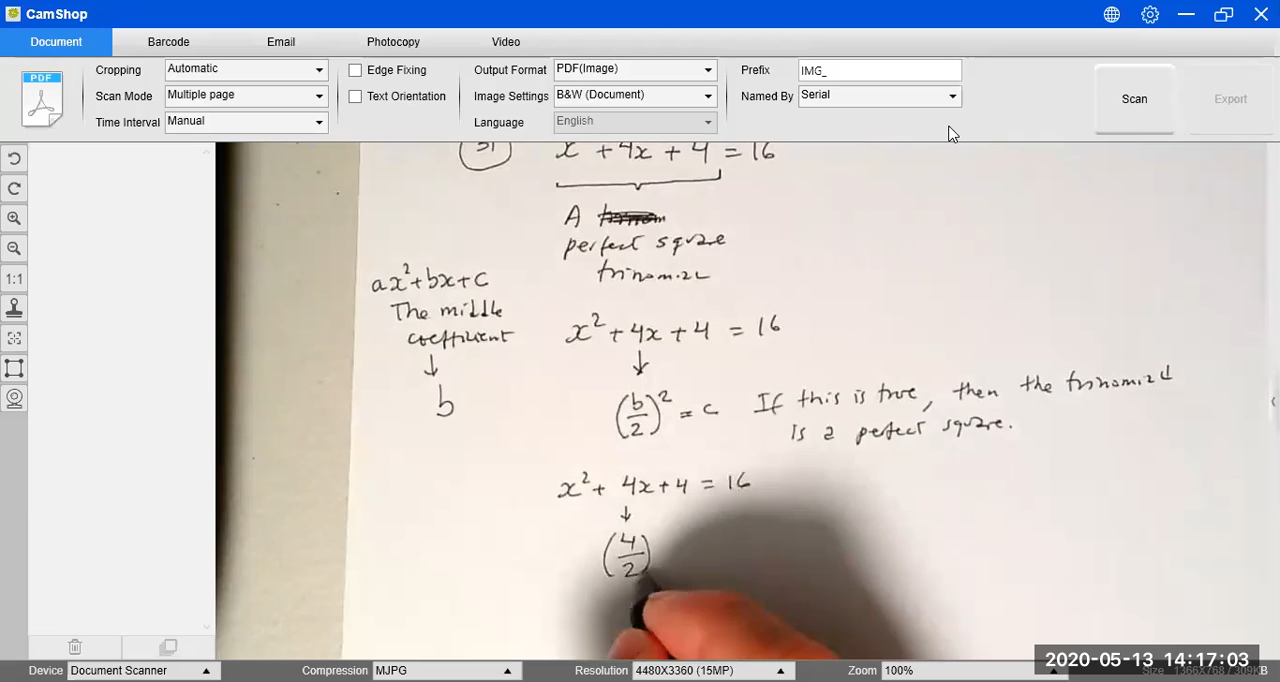 CamShop
Document Barcode Email Photocopy Video
Cropping Automatic Edge Fixing Output Format PDF(Image) Prefix IMG_
PDF Scan Mode Multiple page Text Orientation Image Settings B&W (Document) Named By Serial Scan Export
Time Interval Manual Language English
31 x + 4x + 4 = 16
A
perfect square
trinomial
ax²+bx+c
The middle
coefficient
x² + 4x + 4 = 16
↓ ↓
b (b/2)² = c If this is true, then the trinomial
is a perfect square.
x² + 4x + 4 = 16
↓
(4/2)
1:1
2020-05-13 14:17:03
Device Document Scanner Compression MJPG Resolution 4480X3360 (15MP) Zoom 100%